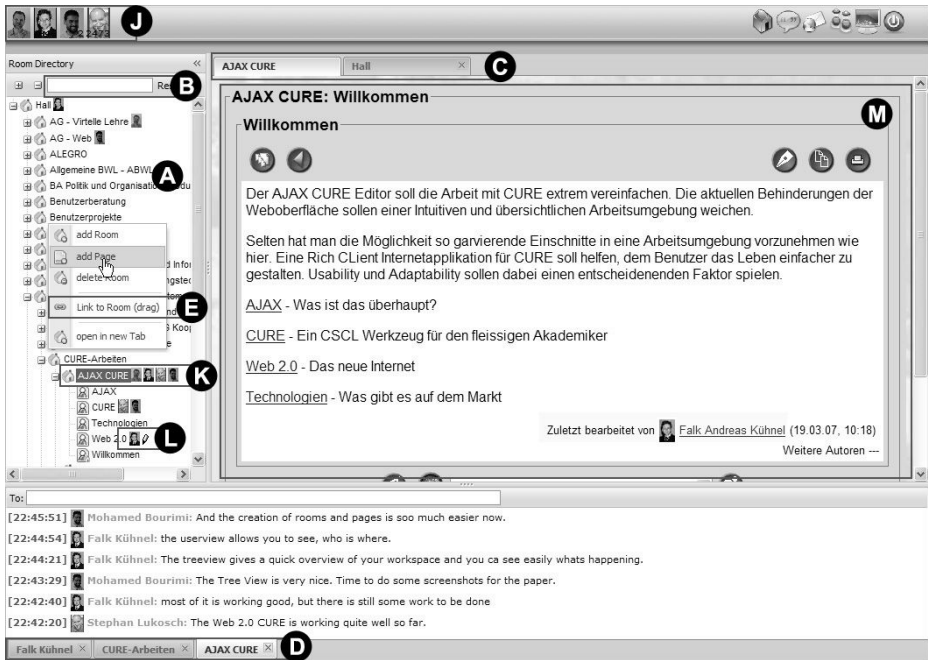 J
Room Directory «
B
Hall
AG - Virtelle Lehre
AG - Web
ALEGRO
Allgemeine BWL - ABWL
A
BA Politik und Organisation
Benutzerberatung
Benutzerprojekte
add Room
add Page
delete Room
Link to Room (drag)
E
open in new Tab
CURE-Arbeiten
AJAX CURE
K
AJAX
CURE
Technologien
Web 2.0
L
Willkommen
AJAX CURE
Hall ×
C
AJAX CURE: Willkommen
M
Willkommen
Der AJAX CURE Editor soll die Arbeit mit CURE extrem vereinfachen. Die aktuellen Behinderungen der
Weboberfläche sollen einer Intuitiven und übersichtlichen Arbeitsumgebung weichen.
Selten hat man die Möglichkeit so garvierende Einschnitte in eine Arbeitsumgebung vorzunehmen wie
hier. Eine Rich CLient Internetapplikation für CURE soll helfen, dem Benutzer das Leben einfacher zu
gestalten. Usability und Adaptability sollen dabei einen entscheidenden Faktor spielen.
AJAX - Was ist das überhaupt?
CURE - Ein CSCL Werkzeug für den fleissigen Akademiker
Web 2.0 - Das neue Internet
Technologien - Was gibt es auf dem Markt
Zuletzt bearbeitet von Falk Andreas Kühnel (19.03.07, 10:18)
Weitere Autoren ---
To:
[22:45:51] Mohamed Bourimi: And the creation of rooms and pages is soo much easier now.
[22:44:54] Falk Kühnel: the userview allows you to see, who is where.
[22:44:21] Falk Kühnel: The treeview gives a quick overview of your workspace and you ca see easily whats happening.
[22:43:29] Mohamed Bourimi: The Tree View is very nice. Time to do some screenshots for the paper.
[22:42:40] Falk Kühnel: most of it is working good, but there is still some work to be done
[22:42:20] Stephan Lukosch: The Web 2.0 CURE is working quite well so far.
Falk Kühnel × CURE-Arbeiten × AJAX CURE ×
D